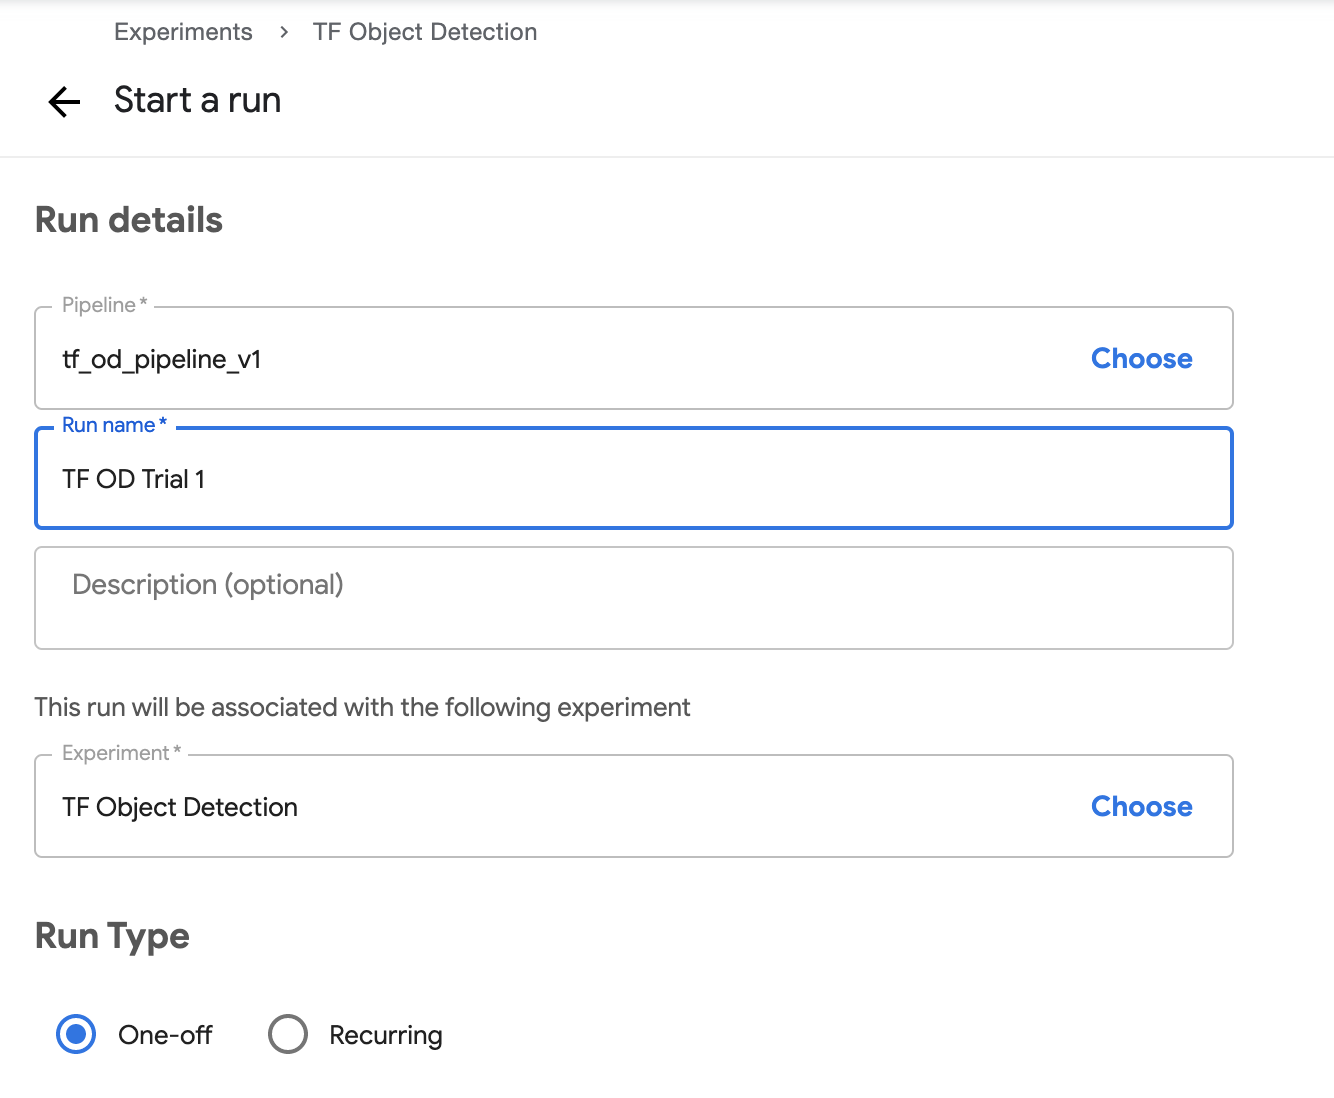 Experiments > TF Object Detection
Start a run
Run details
Pipeline *
tf_od_pipeline_v1 Choose
Run name *
TF OD Trial 1
Description (optional)
This run will be associated with the following experiment
Experiment *
TF Object Detection Choose
Run Type
One-off Recurring